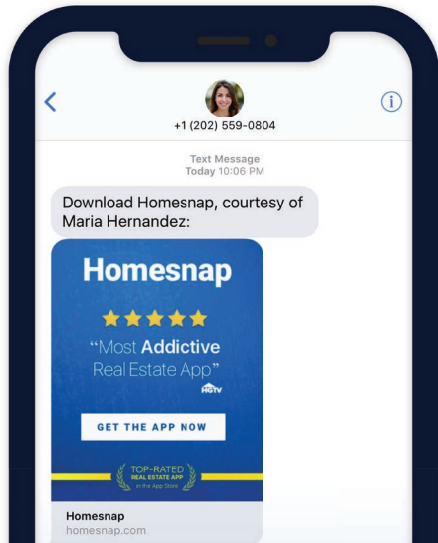 +1 (202) 559-0804
Text Message
Today 10:06 PM
Download Homesnap, courtesy of
Maria Hernandez:
Homesnap
“Most Addictive
Real Estate App”
HGTV
GET THE APP NOW
TOP-RATED
REAL ESTATE APP
in the App Store
Homesnap
homesnap.com